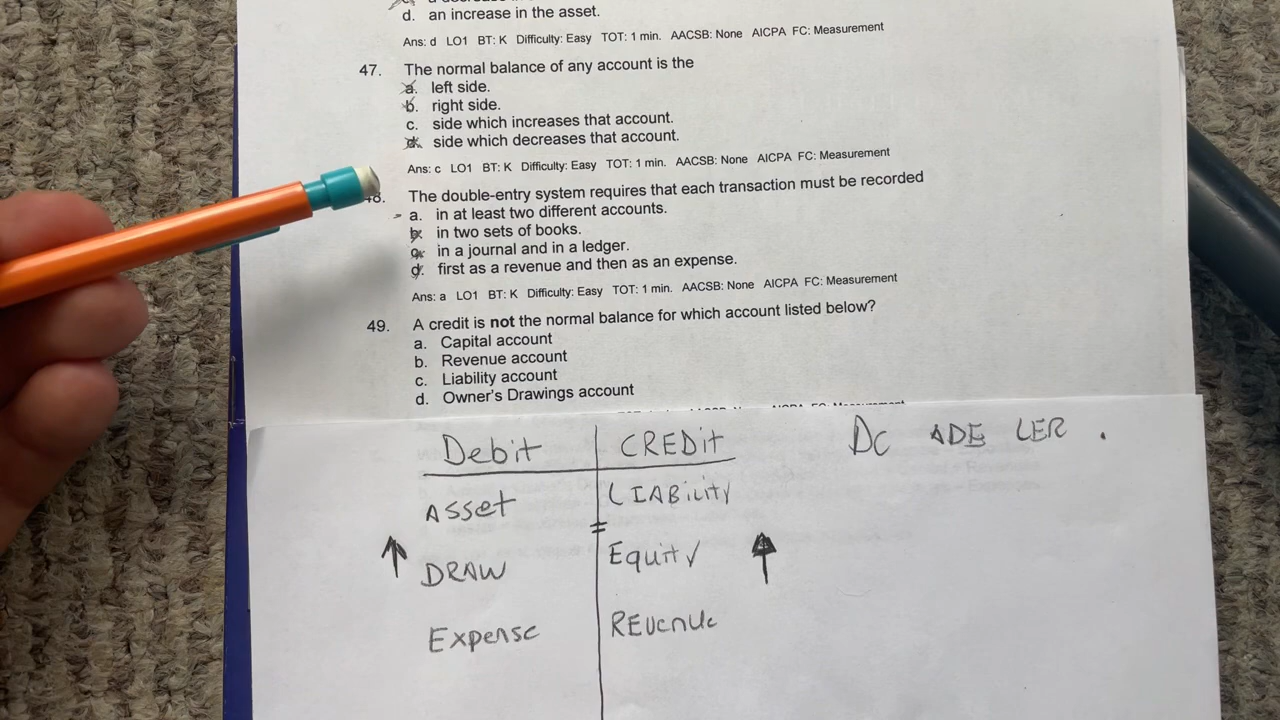 d. an increase in the asset.
Ans: d LO1 BT: K Difficulty: Easy TOT: 1 min. AACSB: None AICPA FC: Measurement
47. The normal balance of any account is the
a. left side.
b. right side.
c. side which increases that account.
d. side which decreases that account.
Ans: c LO1 BT: K Difficulty: Easy TOT: 1 min. AACSB: None AICPA FC: Measurement
48. The double-entry system requires that each transaction must be recorded
a. in at least two different accounts.
b. in two sets of books.
c. in a journal and in a ledger.
d. first as a revenue and then as an expense.
Ans: a LO1 BT: K Difficulty: Easy TOT: 1 min. AACSB: None AICPA FC: Measurement
49. A credit is not the normal balance for which account listed below?
a. Capital account
b. Revenue account
c. Liability account
d. Owner's Drawings account
Debit CREDiT DC ADE LER .
Asset LIABility
DRAW Equity
Expense REvenue